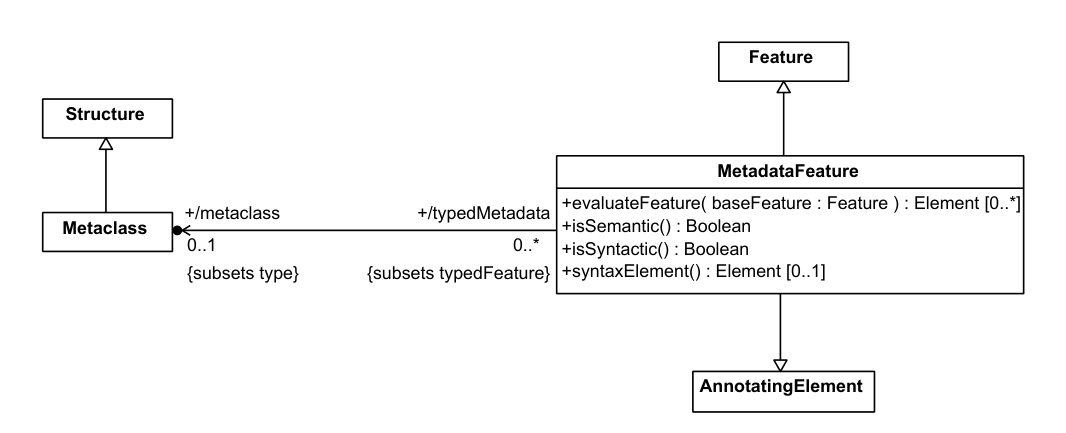 Feature
Structure
MetadataFeature
+evaluateFeature( baseFeature : Feature ) : Element [0..*]
+isSemantic() : Boolean
+isSyntactic() : Boolean
+syntaxElement() : Element [0..1]
Metaclass
+/metaclass
+/typedMetadata
0..1
0..*
{subsets type}
{subsets typedFeature}
AnnotatingElement